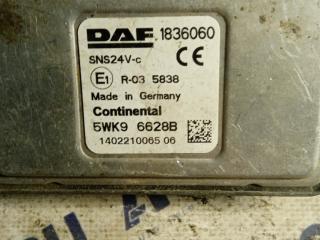 DAF 1836060
SNS24V-c CE
E1 R-03 5838
Made in Germany
Continental
5WK9 6628B
1402210065 06